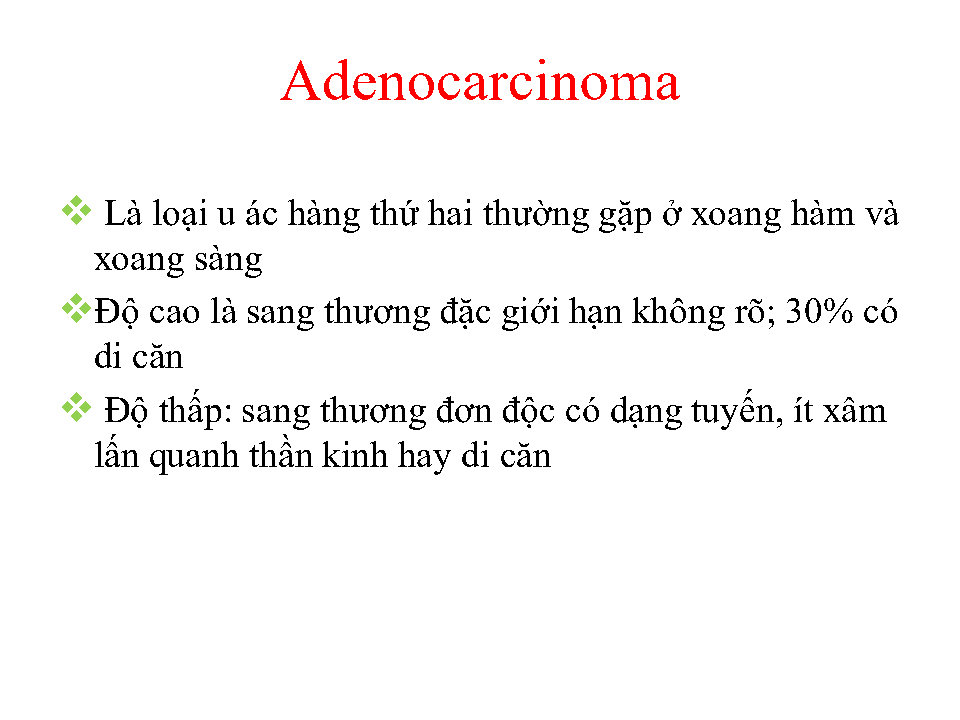 Adenocarcinoma
Là loại u ác hàng thứ hai thường gặp ở xoang hàm và
xoang sàng
Độ cao là sang thương đặc giới hạn không rõ; 30% có
di căn
Độ thấp: sang thương đơn độc có dạng tuyến, ít xâm
lấn quanh thần kinh hay di căn